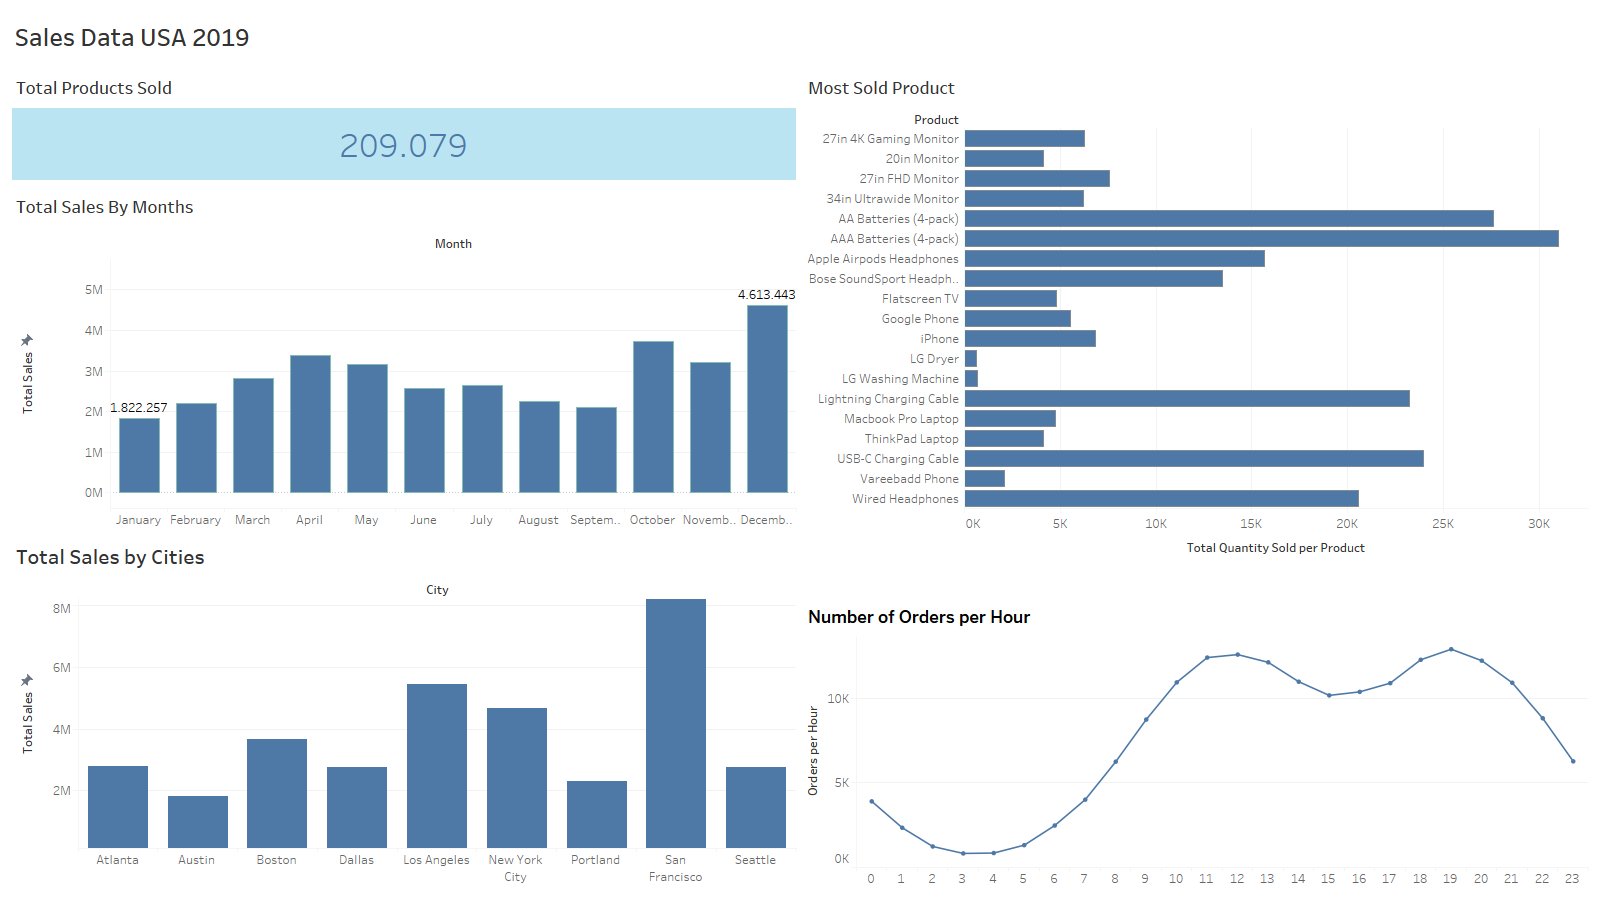 Sales Data USA 2019
Total Products Sold
209.079
Total Sales By Months
Month
Total Sales
5M
4M
3M
2M
1M
0M
1.822.257
4.613.443
January February March April May June July August Septem.. October Novemb.. Decemb..
Total Sales by Cities
City
Total Sales
8M
6M
4M
2M
Atlanta Austin Boston Dallas Los Angeles New York City Portland San Francisco Seattle
Most Sold Product
Product
27in 4K Gaming Monitor
20in Monitor
27in FHD Monitor
34in Ultrawide Monitor
AA Batteries (4-pack)
AAA Batteries (4-pack)
Apple Airpods Headphones
Bose SoundSport Headph..
Flatscreen TV
Google Phone
iPhone
LG Dryer
LG Washing Machine
Lightning Charging Cable
Macbook Pro Laptop
ThinkPad Laptop
USB-C Charging Cable
Vareebadd Phone
Wired Headphones
0K 5K 10K 15K 20K 25K 30K
Total Quantity Sold per Product
Number of Orders per Hour
Orders per Hour
10K
5K
0K
0 1 2 3 4 5 6 7 8 9 10 11 12 13 14 15 16 17 18 19 20 21 22 23